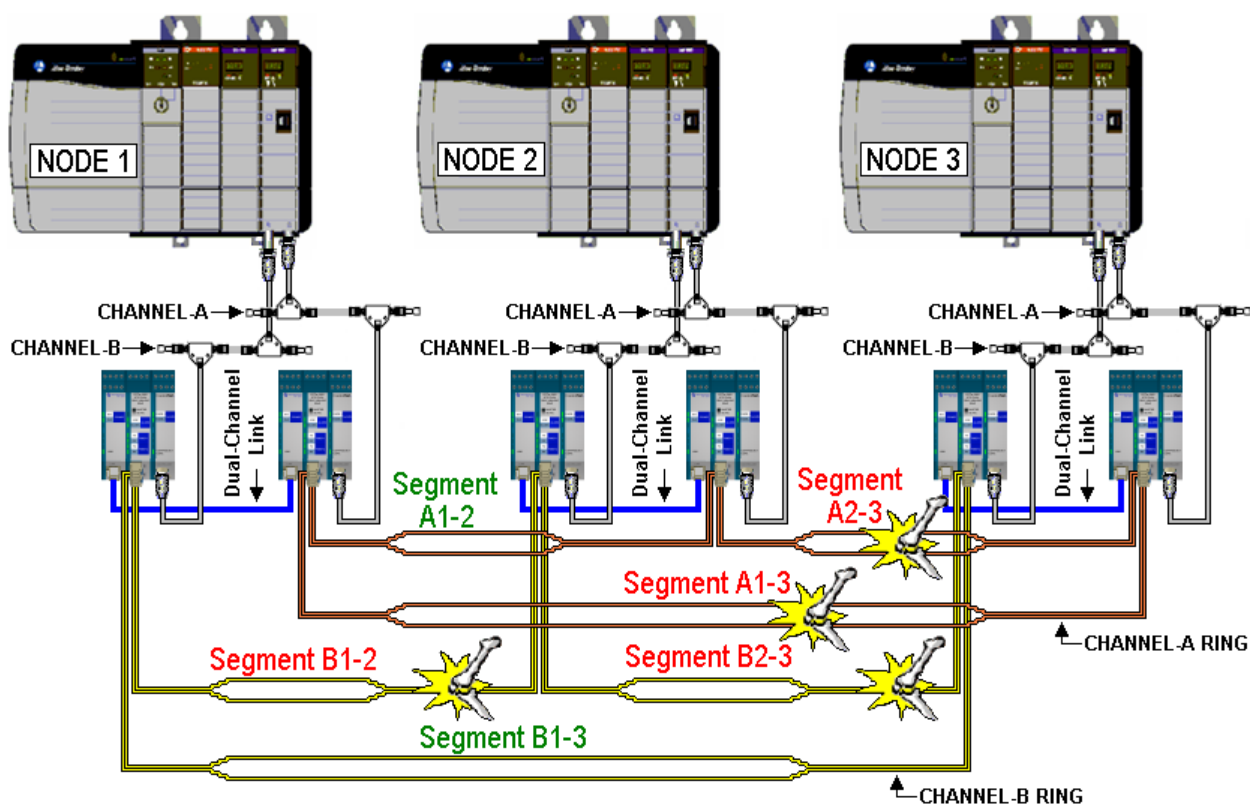 NODE 1
NODE 2
NODE 3
CHANNEL-A
CHANNEL-A
CHANNEL-A
CHANNEL-B
CHANNEL-B
CHANNEL-B
Dual-Channel
Link
Dual-Channel
Link
Dual-Channel
Link
Segment
A1-2
Segment
A2-3
Segment A1-3
CHANNEL-A RING
Segment B1-2
Segment B2-3
Segment B1-3
CHANNEL-B RING